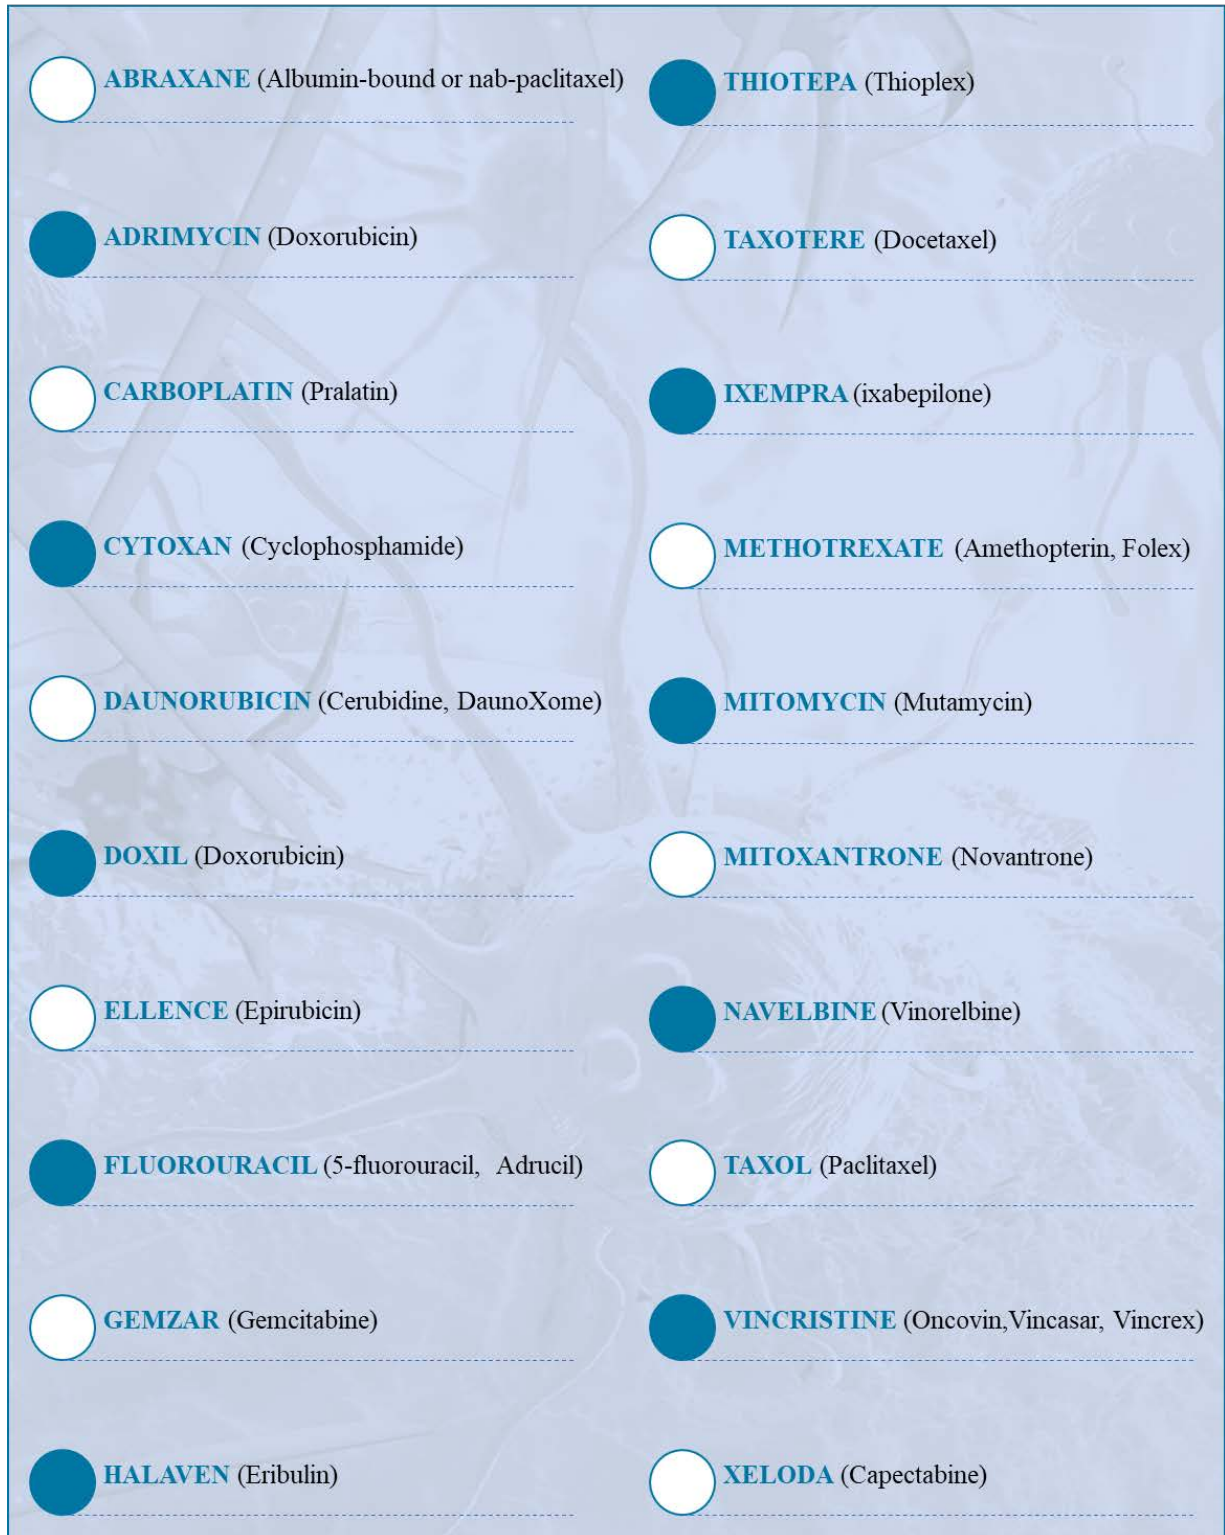 ABRAXANE (Albumin-bound or nab-paclitaxel)
ADRIMYCIN (Doxorubicin)
CARBOPLATIN (Pralatin)
CYTOXAN (Cyclophosphamide)
DAUNORUBICIN (Cerubidine, DaunoXome)
DOXIL (Doxorubicin)
ELLENCE (Epirubicin)
FLUOROURACIL (5-fluorouracil, Adrucil)
GEMZAR (Gemcitabine)
HALAVEN (Eribulin)
THIOTEPA (Thioplex)
TAXOTERE (Docetaxel)
IXEMPRA (ixabepilone)
METHOTREXATE (Amethopterin, Folex)
MITOMYCIN (Mutamycin)
MITOXANTRONE (Novantrone)
NAVELBINE (Vinorelbine)
TAXOL (Paclitaxel)
VINCRISTINE (Oncovin,Vincasar, Vincrex)
XELODA (Capectabine)